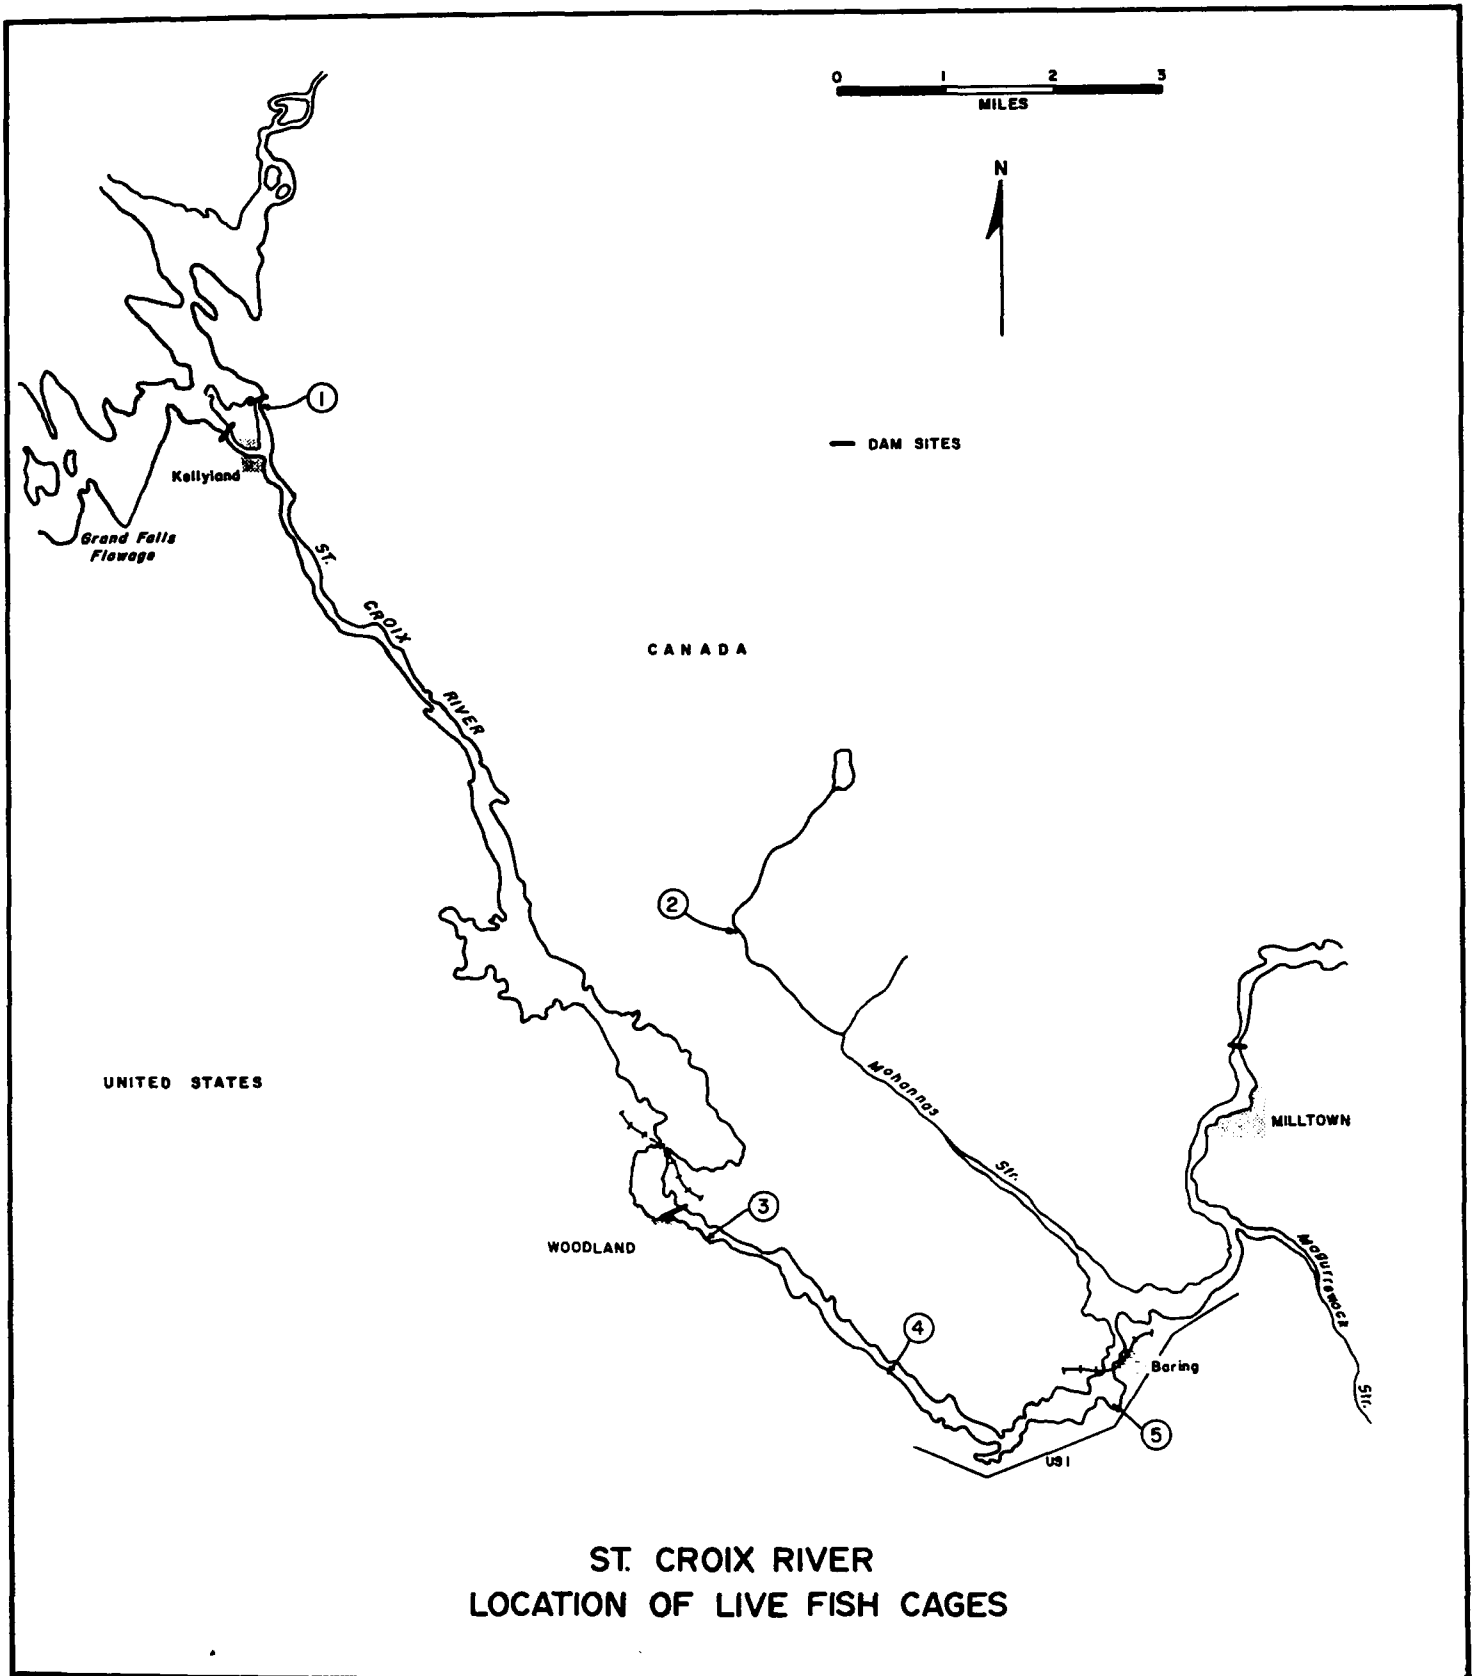 0 1 2 3
MILES
N
1
DAM SITES
Kellyland
Grand Falls
Flowage
ST. CROIX RIVER
CANADA
2
UNITED STATES
Mohannas Str.
MILLTOWN
3
WOODLAND
Magurrewock Str.
4
Baring
5
US 1
ST. CROIX RIVER
LOCATION OF LIVE FISH CAGES